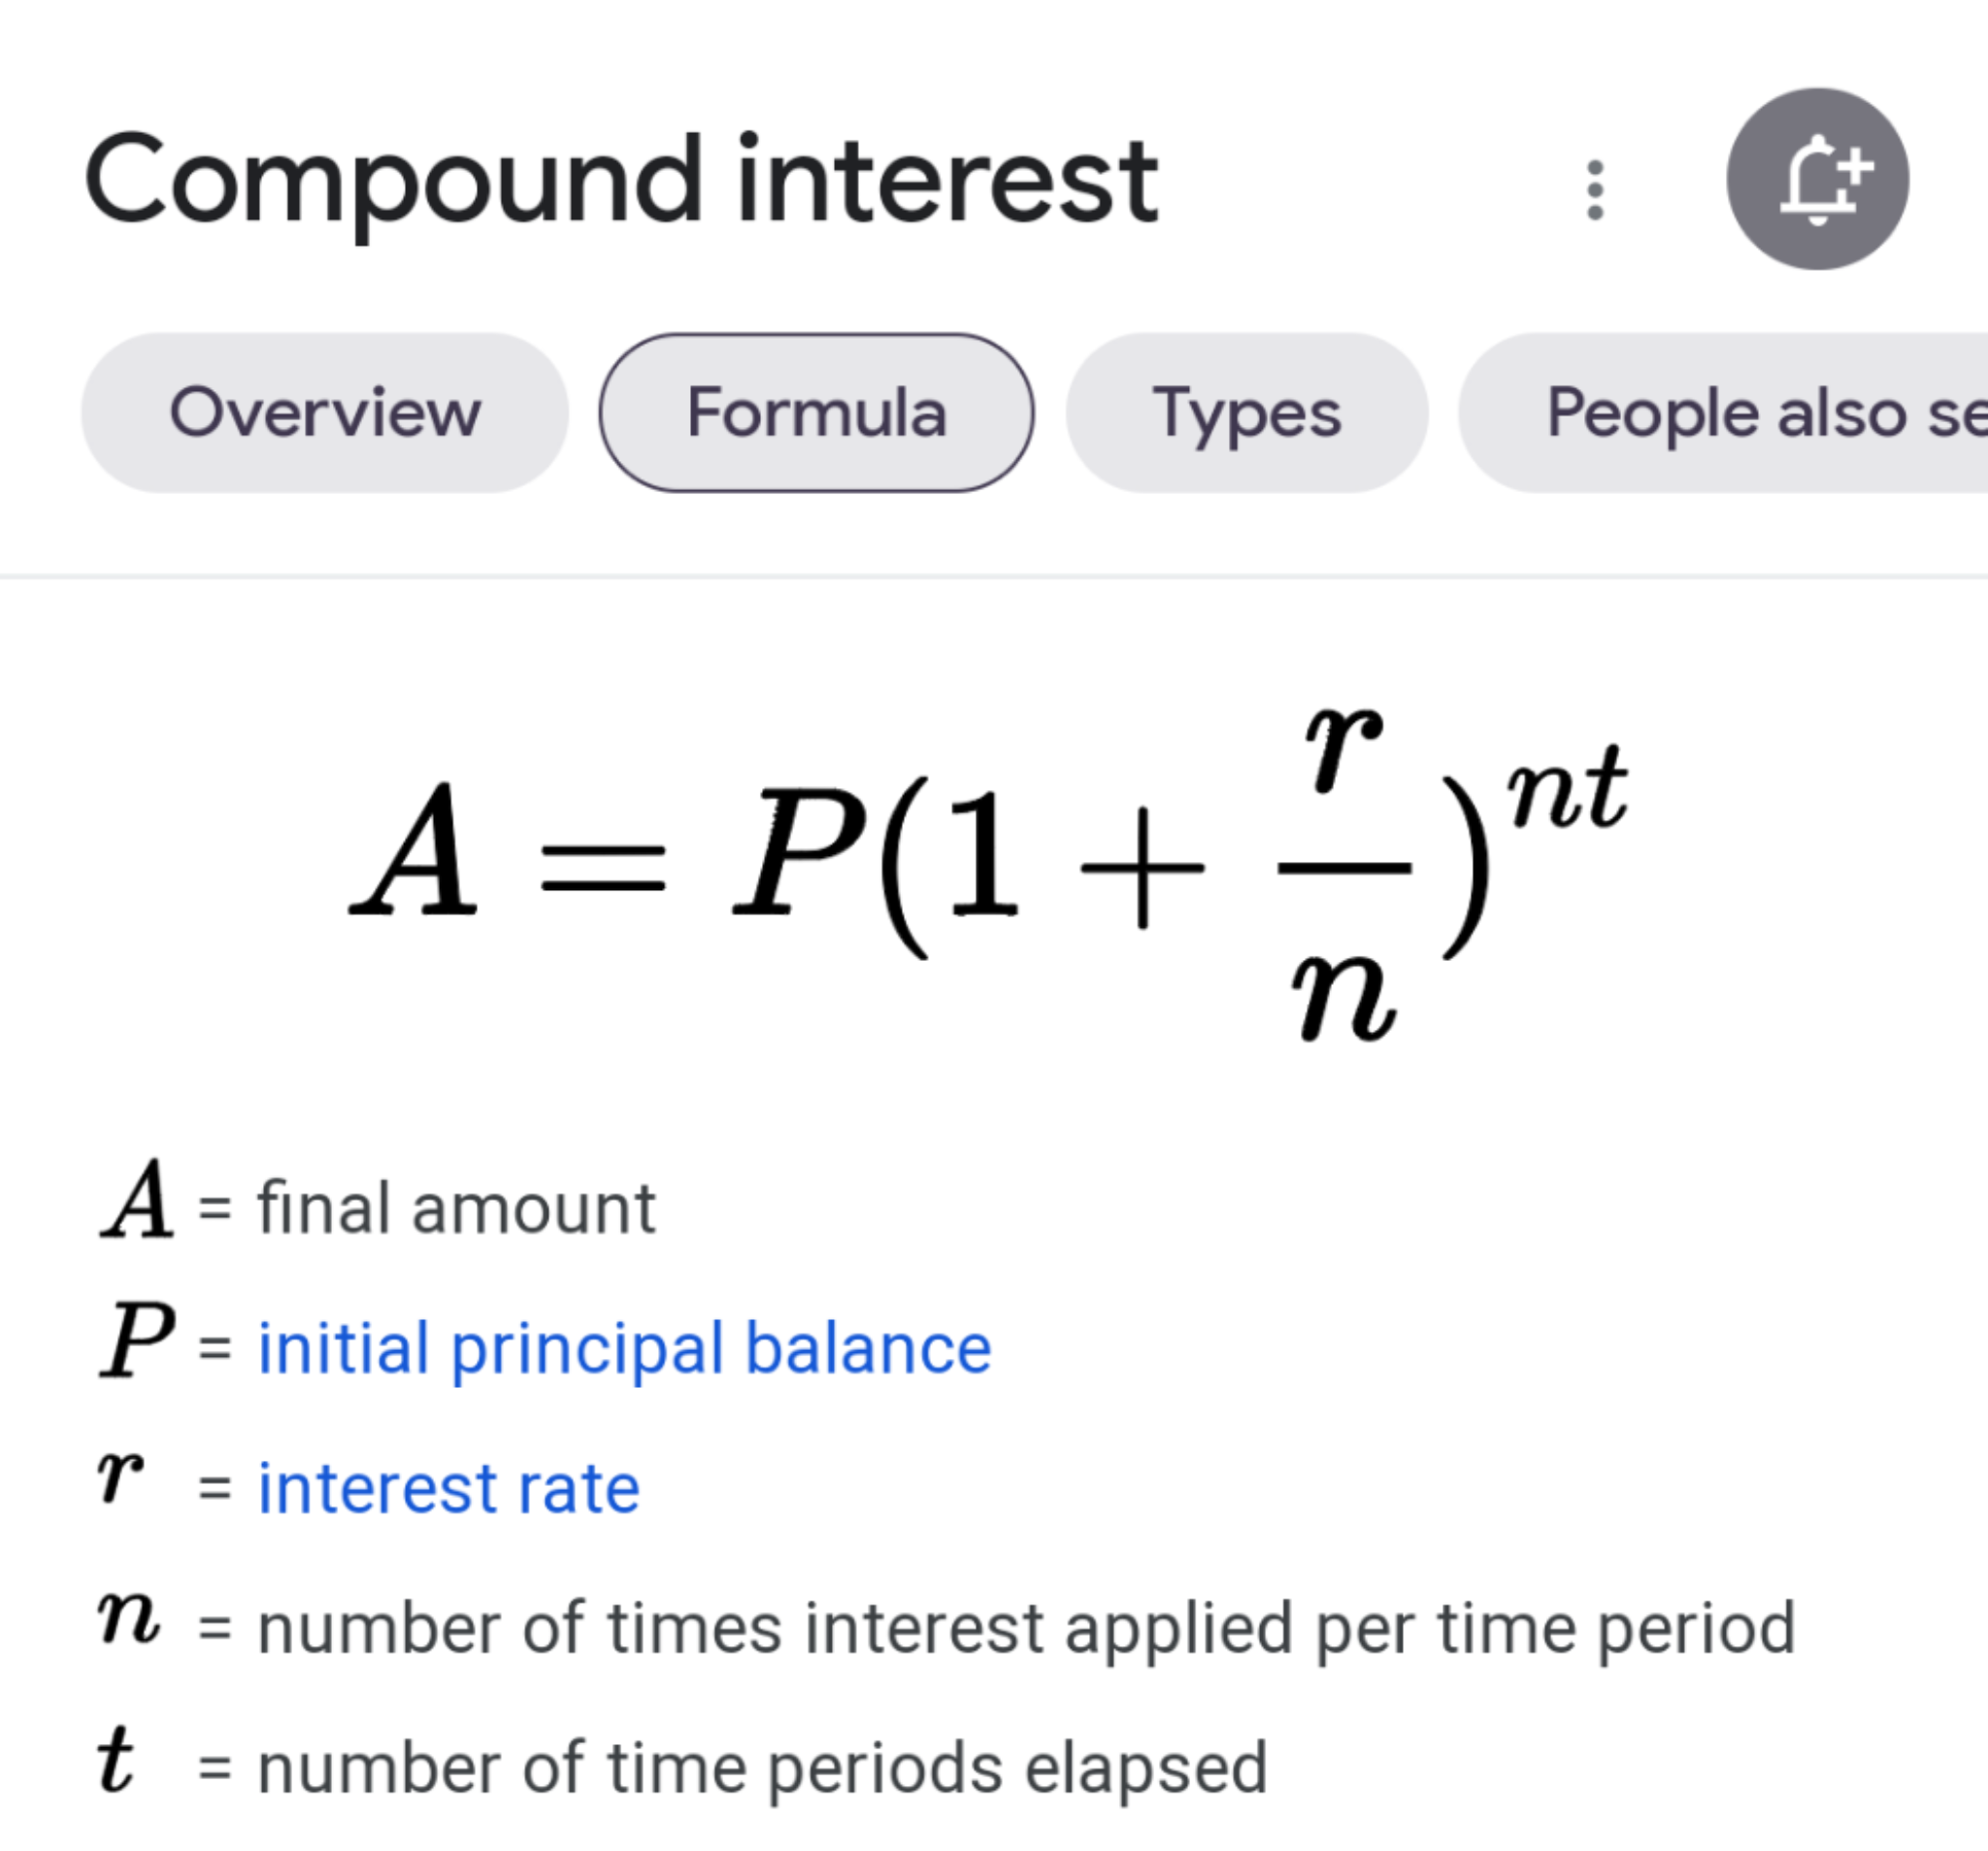 Compound interest
Overview Formula Types People also se
A = P(1 + r/n)^nt
A = final amount
P = initial principal balance
r = interest rate
n = number of times interest applied per time period
t = number of time periods elapsed